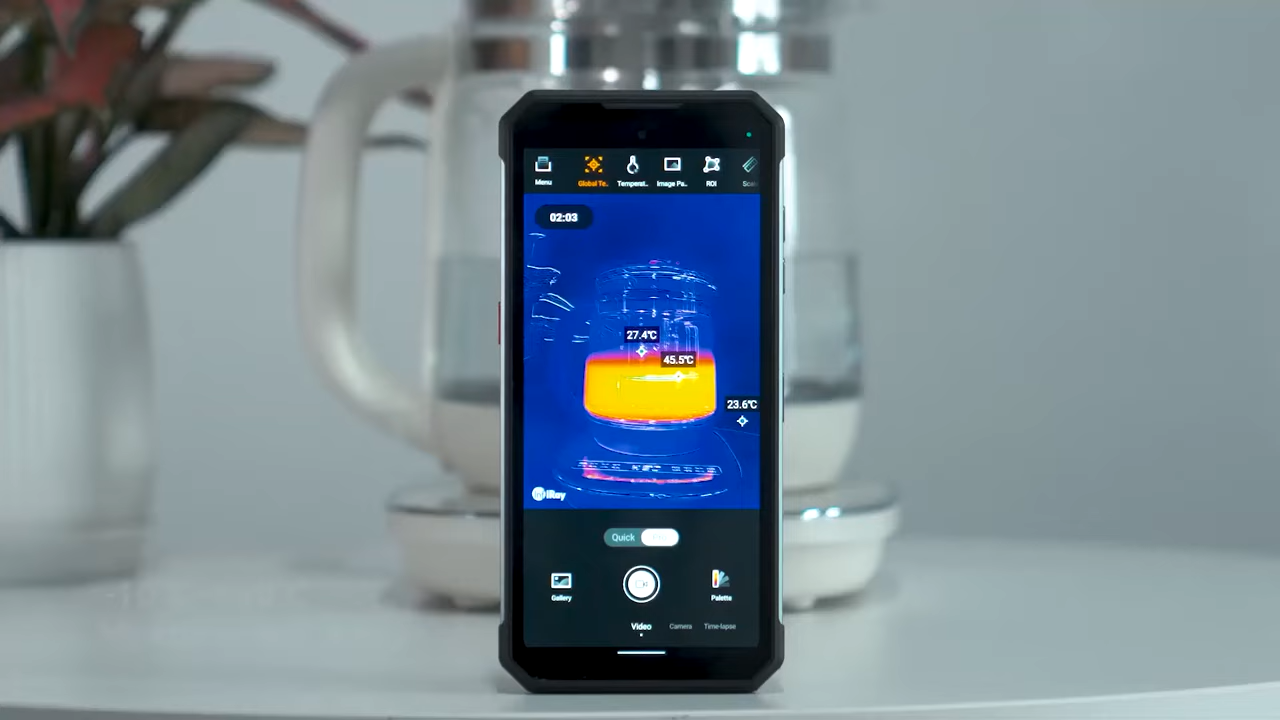 Menu
Global Te..
Temperat..
Image Pa..
ROI
02:03
27.4℃
45.5℃
23.6℃
iRay
Quick
Gallery
Palette
Video
Camera
Time-lapse